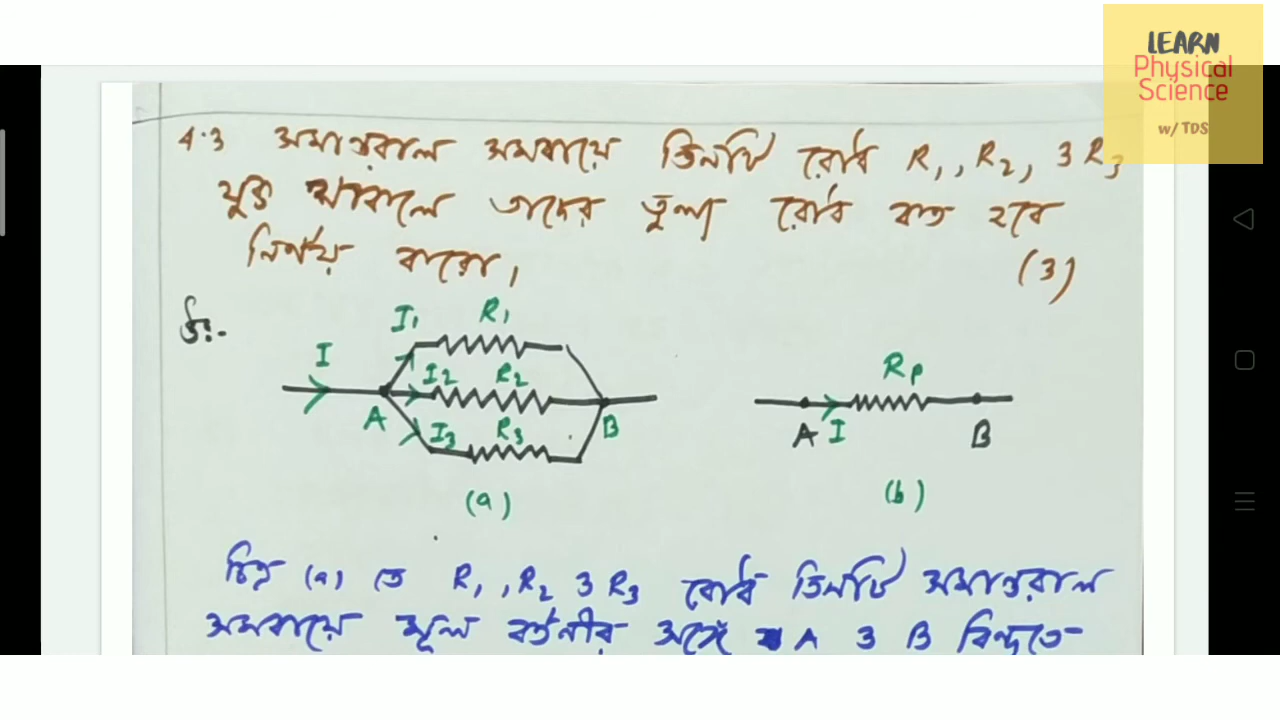 LEARN
Physical
Science
w/ TDS
4.3 সমান্তরাল সমবায়ে তিনটি রোধ R₁, R₂, ও R₃
যুক্ত থাকলে তাদের তুল্য রোধ কত হবে
নির্ণয় করো। (3)
উঃ-
I₁ R₁
I I₂ R₂
A I₃ R₃ B
(a)
Rₚ
A I B
(b)
চিত্র (a) তে R₁, R₂ ও R₃ রোধ তিনটি সমান্তরাল
সমবায়ে মূল বর্তনীর সঙ্গে A ও B বিন্দুতে